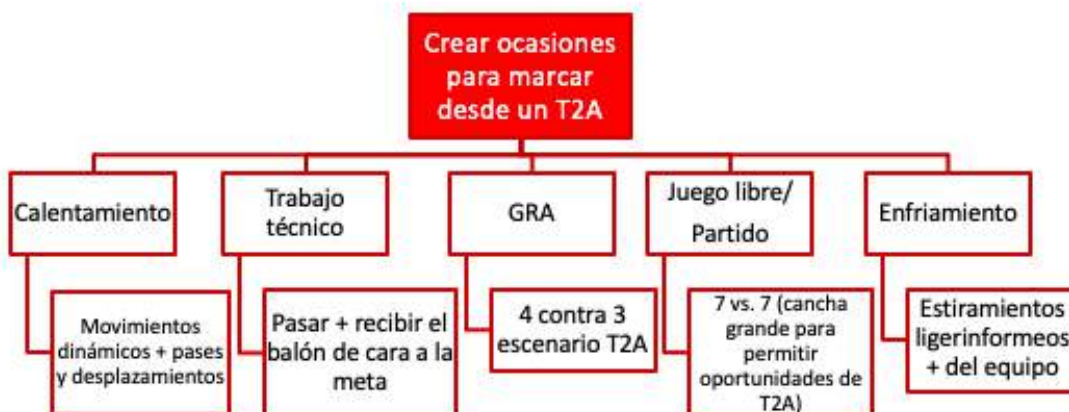 Crear ocasiones
para marcar
desde un T2A
Calentamiento
Trabajo
técnico
GRA
Juego libre/
Partido
Enfriamiento
Movimientos
dinámicos + pases
y desplazamientos
Pasar + recibir el
balón de cara a la
meta
4 contra 3
escenario T2A
7 vs. 7 (cancha
grande para
permitir
oportunidades de
T2A)
Estiramientos
ligerinformeos
+ del equipo